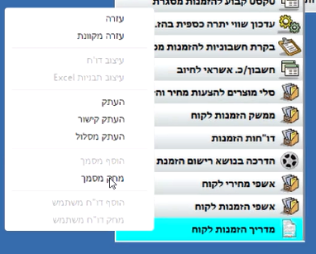 עזרה
עזרה מקוונת
עיצוב דו"ח
עיצוב תבניות Excel
העתק
העתק קישור
העתק מסלול
הוסף מסמך
מחק מסמך
הוסף דו"ח משתמש
מחק דו"ח משתמש
טקסט קבוע להזמנות מסגרת
עדכון שווי יתרה כספית בהז.
בקרת חשבוניות להזמנות
חשבון/כ. אשראי לחיוב
סלי מוצרים להצעות מחיר
ממשק הזמנות לקוח
דו"חות הזמנות
הדרכה בנושא רישום הזמנת
אשפי מחירי לקוח
אשפי הזמנות לקוח
מדריך הזמנות לקוח